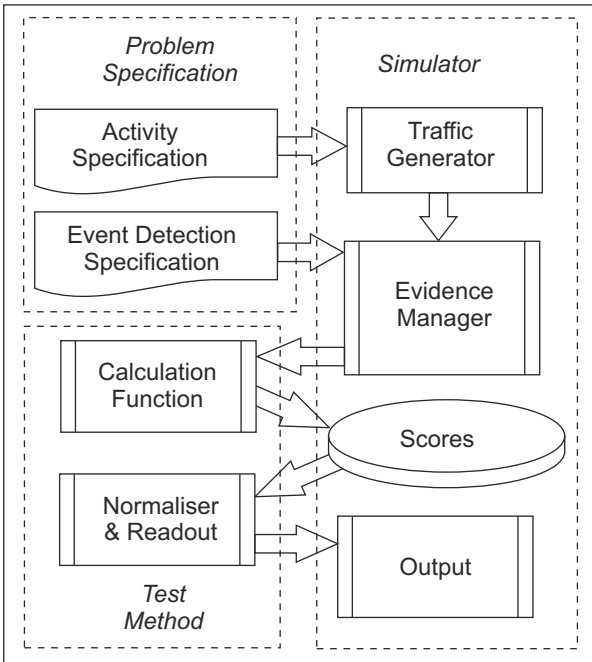 Problem
Specification
Simulator
Activity
Specification
Traffic
Generator
Event Detection
Specification
Evidence
Manager
Calculation
Function
Scores
Normaliser
& Readout
Output
Test
Method